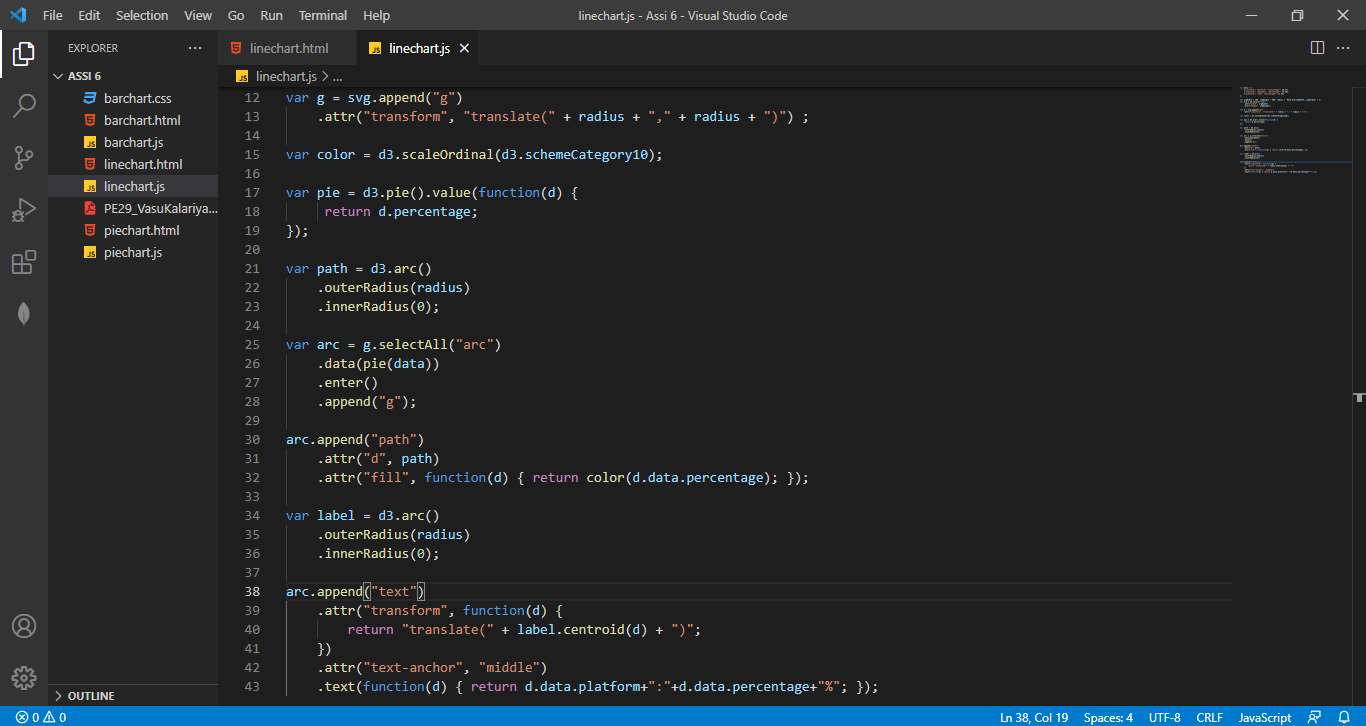 File Edit Selection View Go Run Terminal Help
linechart.js - Assi 6 - Visual Studio Code
EXPLORER
ASSI 6
barchart.css
barchart.html
barchart.js
linechart.html
linechart.js
PE29_VasuKalariya...
piechart.html
piechart.js
OUTLINE
linechart.html
linechart.js
linechart.js > ...
12 var g = svg.append("g")
13     .attr("transform", "translate(" + radius + "," + radius + ")") ;
14
15 var color = d3.scaleOrdinal(d3.schemeCategory10);
16
17 var pie = d3.pie().value(function(d) {
18      return d.percentage;
19 });
20
21 var path = d3.arc()
22     .outerRadius(radius)
23     .innerRadius(0);
24
25 var arc = g.selectAll("arc")
26     .data(pie(data))
27     .enter()
28     .append("g");
29
30 arc.append("path")
31     .attr("d", path)
32     .attr("fill", function(d) { return color(d.data.percentage); });
33
34 var label = d3.arc()
35     .outerRadius(radius)
36     .innerRadius(0);
37
38 arc.append("text")
39     .attr("transform", function(d) {
40         return "translate(" + label.centroid(d) + ")";
41     })
42     .attr("text-anchor", "middle")
43     .text(function(d) { return d.data.platform+":"+d.data.percentage+"%"; });
0 0
Ln 38, Col 19 Spaces: 4 UTF-8 CRLF JavaScript